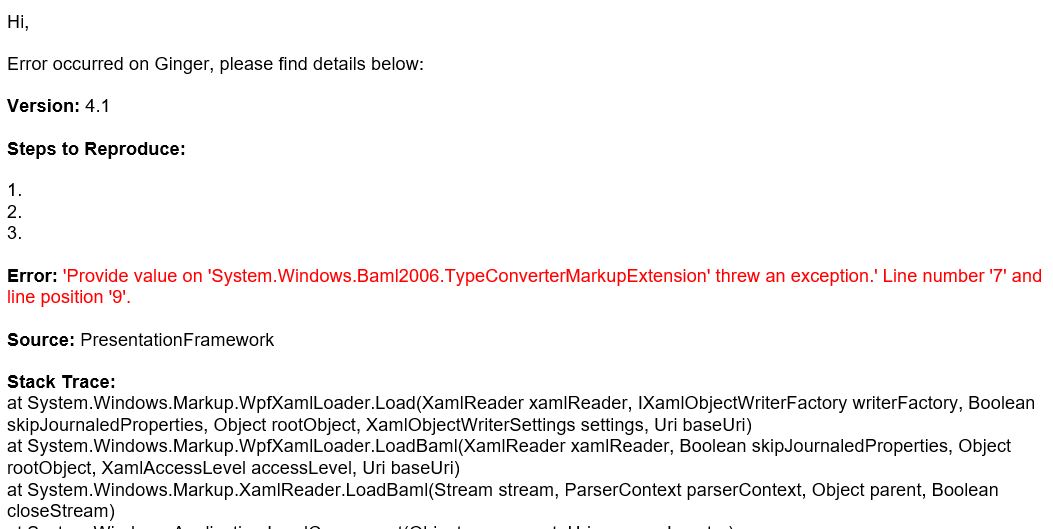 Hi,
Error occurred on Ginger, please find details below:
Version: 4.1
Steps to Reproduce:
1.
2.
3.
Error: 'Provide value on 'System.Windows.Baml2006.TypeConverterMarkupExtension' threw an exception.' Line number '7' and
line position '9'.
Source: PresentationFramework
Stack Trace:
at System.Windows.Markup.WpfXamlLoader.Load(XamlReader xamlReader, IXamlObjectWriterFactory writerFactory, Boolean
skipJournaledProperties, Object rootObject, XamlObjectWriterSettings settings, Uri baseUri)
at System.Windows.Markup.WpfXamlLoader.LoadBaml(XamlReader xamlReader, Boolean skipJournaledProperties, Object
rootObject, XamlAccessLevel accessLevel, Uri baseUri)
at System.Windows.Markup.XamlReader.LoadBaml(Stream stream, ParserContext parserContext, Object parent, Boolean
closeStream)